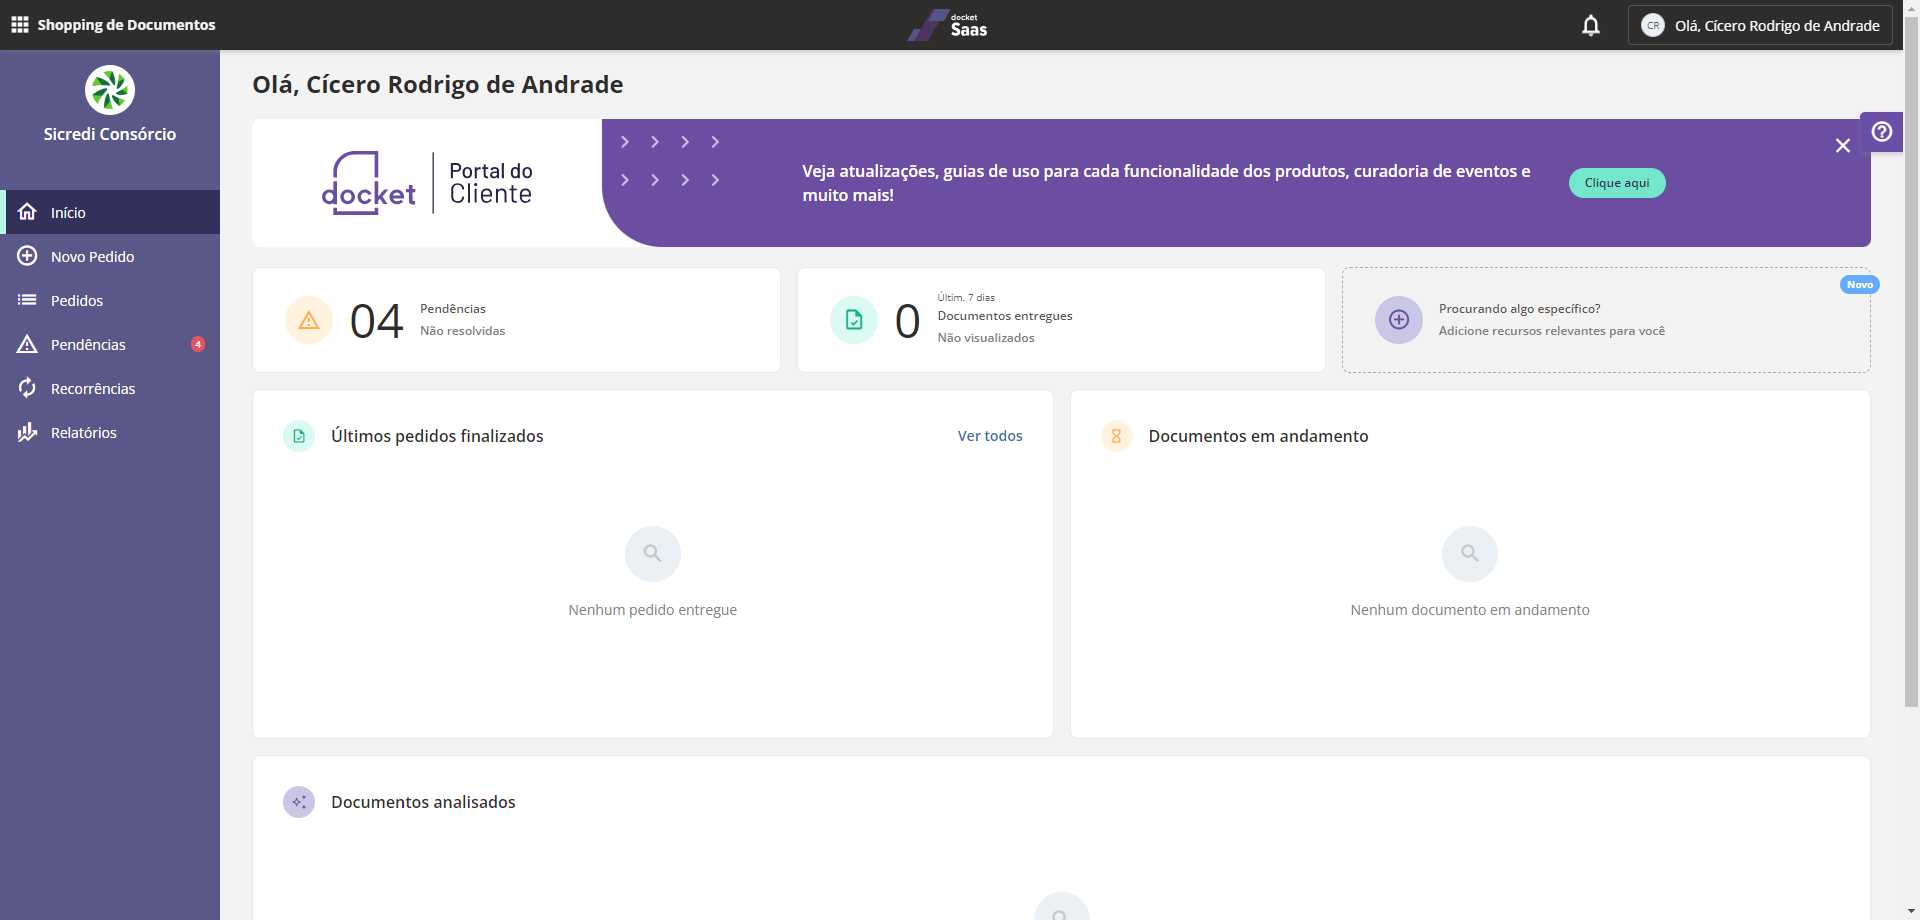 Shopping de Documentos
docket
Saas
CR
Olá, Cícero Rodrigo de Andrade
Sicredi Consórcio
Início
Novo Pedido
Pedidos
Pendências
4
Recorrências
Relatórios
Olá, Cícero Rodrigo de Andrade
docket
Portal do
Cliente
Veja atualizações, guias de uso para cada funcionalidade dos produtos, curadoria de eventos e
muito mais!
Clique aqui
04
Pendências
Não resolvidas
0
Últim. 7 dias
Documentos entregues
Não visualizados
Novo
Procurando algo específico?
Adicione recursos relevantes para você
Últimos pedidos finalizados
Ver todos
Nenhum pedido entregue
Documentos em andamento
Nenhum documento em andamento
Documentos analisados